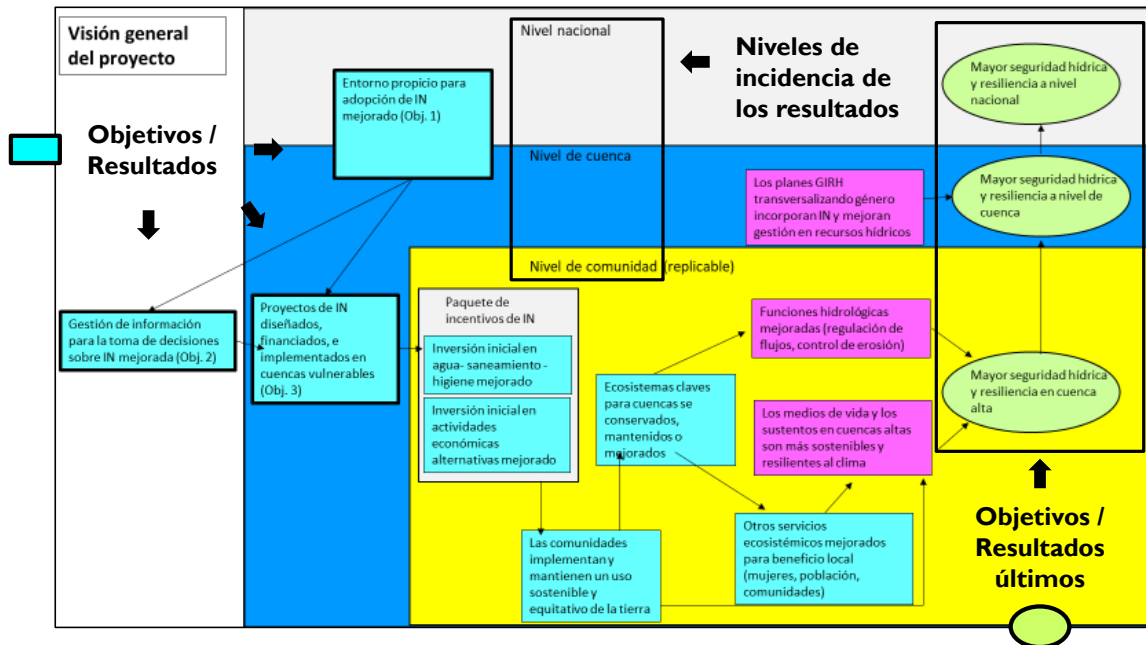 Visión general
del proyecto
Nivel nacional
Niveles de
incidencia de
los resultados
Mayor seguridad hídrica
y resiliencia a nivel
nacional
Entorno propicio para
adopción de IN
mejorado (Obj. 1)
Objetivos /
Resultados
Nivel de cuenca
Los planes GIRH
transversalizando género
incorporan IN y mejoran
gestión en recursos hídricos
Mayor seguridad hídrica
y resiliencia a nivel de
cuenca
Nivel de comunidad (replicable)
Gestión de información
para la toma de decisiones
sobre IN mejorada (Obj. 2)
Proyectos de IN
diseñados,
financiados, e
implementados en
cuencas vulnerables
(Obj. 3)
Paquete de
incentivos de IN
Inversión inicial en
agua- saneamiento -
higiene mejorado
Inversión inicial en
actividades
económicas
alternativas mejorado
Ecosistemas claves
para cuencas se
conservados,
mantenidos o
mejorados
Funciones hidrológicas
mejoradas (regulación de
flujos, control de erosión)
Los medios de vida y los
sustentos en cuencas altas
son más sostenibles y
resilientes al clima
Mayor seguridad hídrica
y resiliencia en cuenca
alta
Las comunidades
implementan y
mantienen un uso
sostenible y
equitativo de la tierra
Otros servicios
ecosistémicos mejorados
para beneficio local
(mujeres, población,
comunidades)
Objetivos /
Resultados
últimos